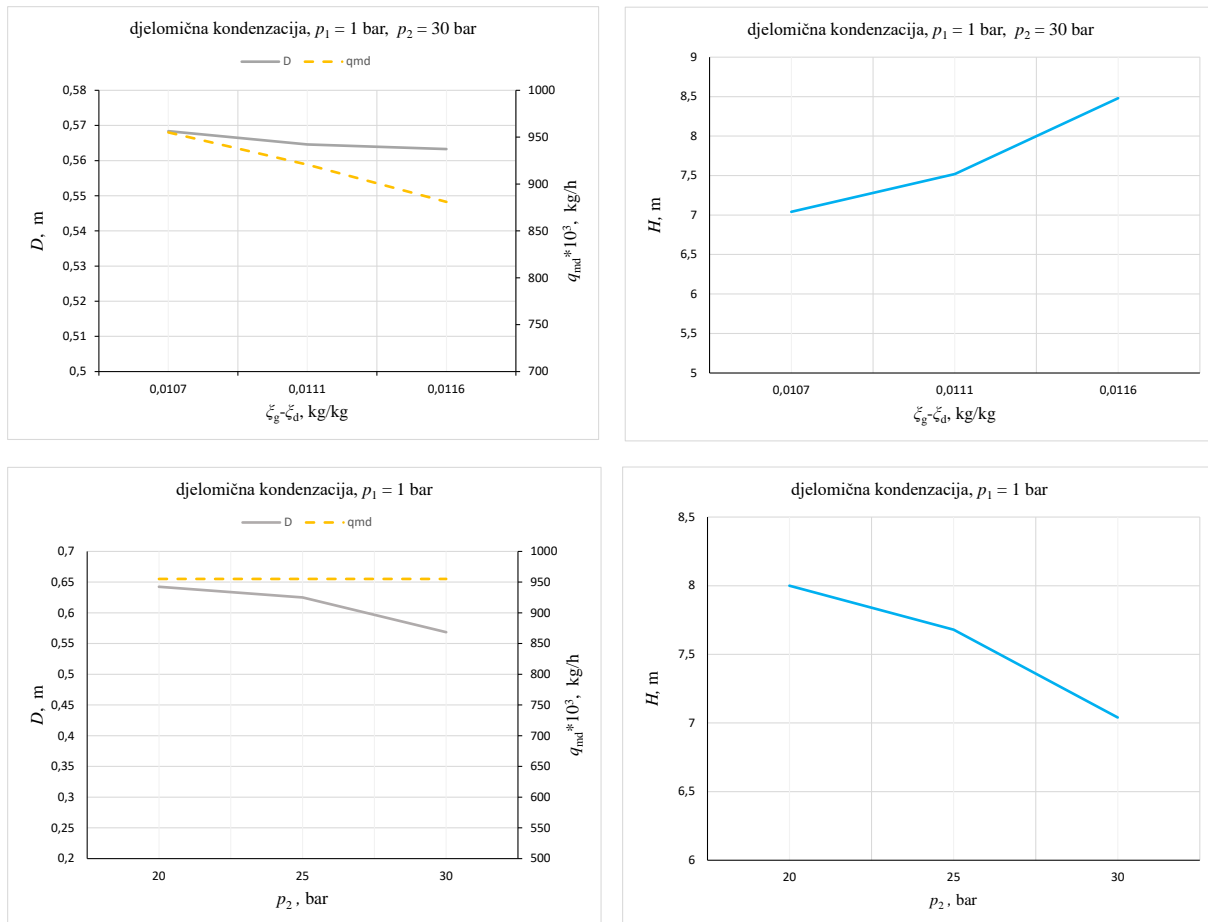 djelomična kondenzacija, p₁ = 1 bar, p₂ = 30 bar
D qmd
0,58
0,57
0,56
0,55
0,54
0,53
0,52
0,51
0,5
D, m
1000
950
900
850
800
750
700
qmd*10³, kg/h
0,0107 0,0111 0,0116
ξg-ξd, kg/kg
djelomična kondenzacija, p₁ = 1 bar, p₂ = 30 bar
9
8,5
8
7,5
7
6,5
6
5,5
5
H, m
0,0107 0,0111 0,0116
ξg-ξd, kg/kg
djelomična kondenzacija, p₁ = 1 bar
D qmd
0,7
0,65
0,6
0,55
0,5
0,45
0,4
0,35
0,3
0,25
0,2
D, m
1000
950
900
850
800
750
700
650
600
550
500
qmd*10³, kg/h
20 25 30
p₂ , bar
djelomična kondenzacija, p₁ = 1 bar
8,5
8
7,5
7
6,5
6
H, m
20 25 30
p₂ , bar